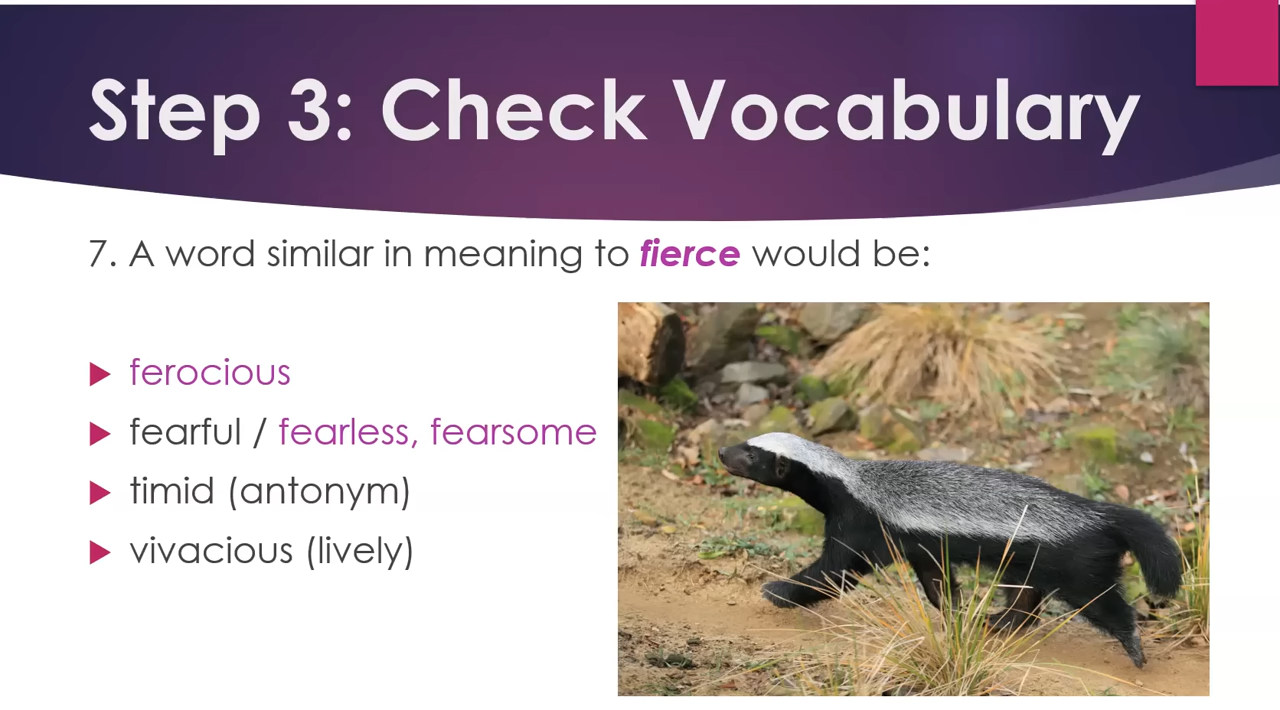 Step 3: Check Vocabulary
7. A word similar in meaning to fierce would be:
ferocious
fearful / fearless, fearsome
timid (antonym)
vivacious (lively)